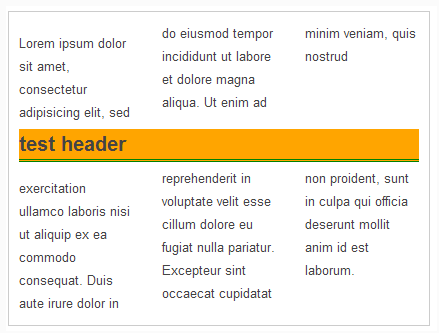 Lorem ipsum dolor
sit amet,
consectetur
adipisicing elit, sed
do eiusmod tempor
incididunt ut labore
et dolore magna
aliqua. Ut enim ad
minim veniam, quis
nostrud
test header
exercitation
ullamco laboris nisi
ut aliquip ex ea
commodo
consequat. Duis
aute irure dolor in
reprehenderit in
voluptate velit esse
cillum dolore eu
fugiat nulla pariatur.
Excepteur sint
occaecat cupidatat
non proident, sunt
in culpa qui officia
deserunt mollit
anim id est
laborum.